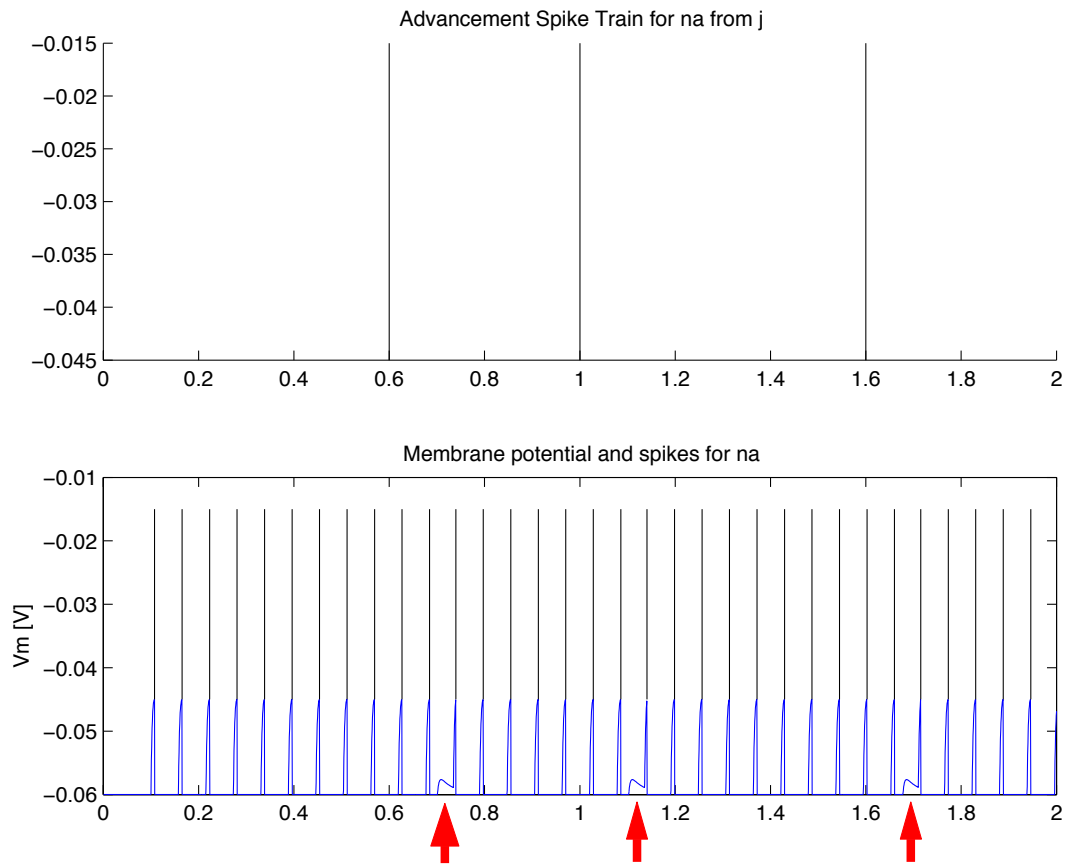 Advancement Spike Train for na from j
−0.015
−0.02
−0.025
−0.03
−0.035
−0.04
−0.045
0 0.2 0.4 0.6 0.8 1 1.2 1.4 1.6 1.8 2
Membrane potential and spikes for na
−0.01
−0.02
−0.03
Vm [V]
−0.04
−0.05
−0.06
0 0.2 0.4 0.6 0.8 1 1.2 1.4 1.6 1.8 2